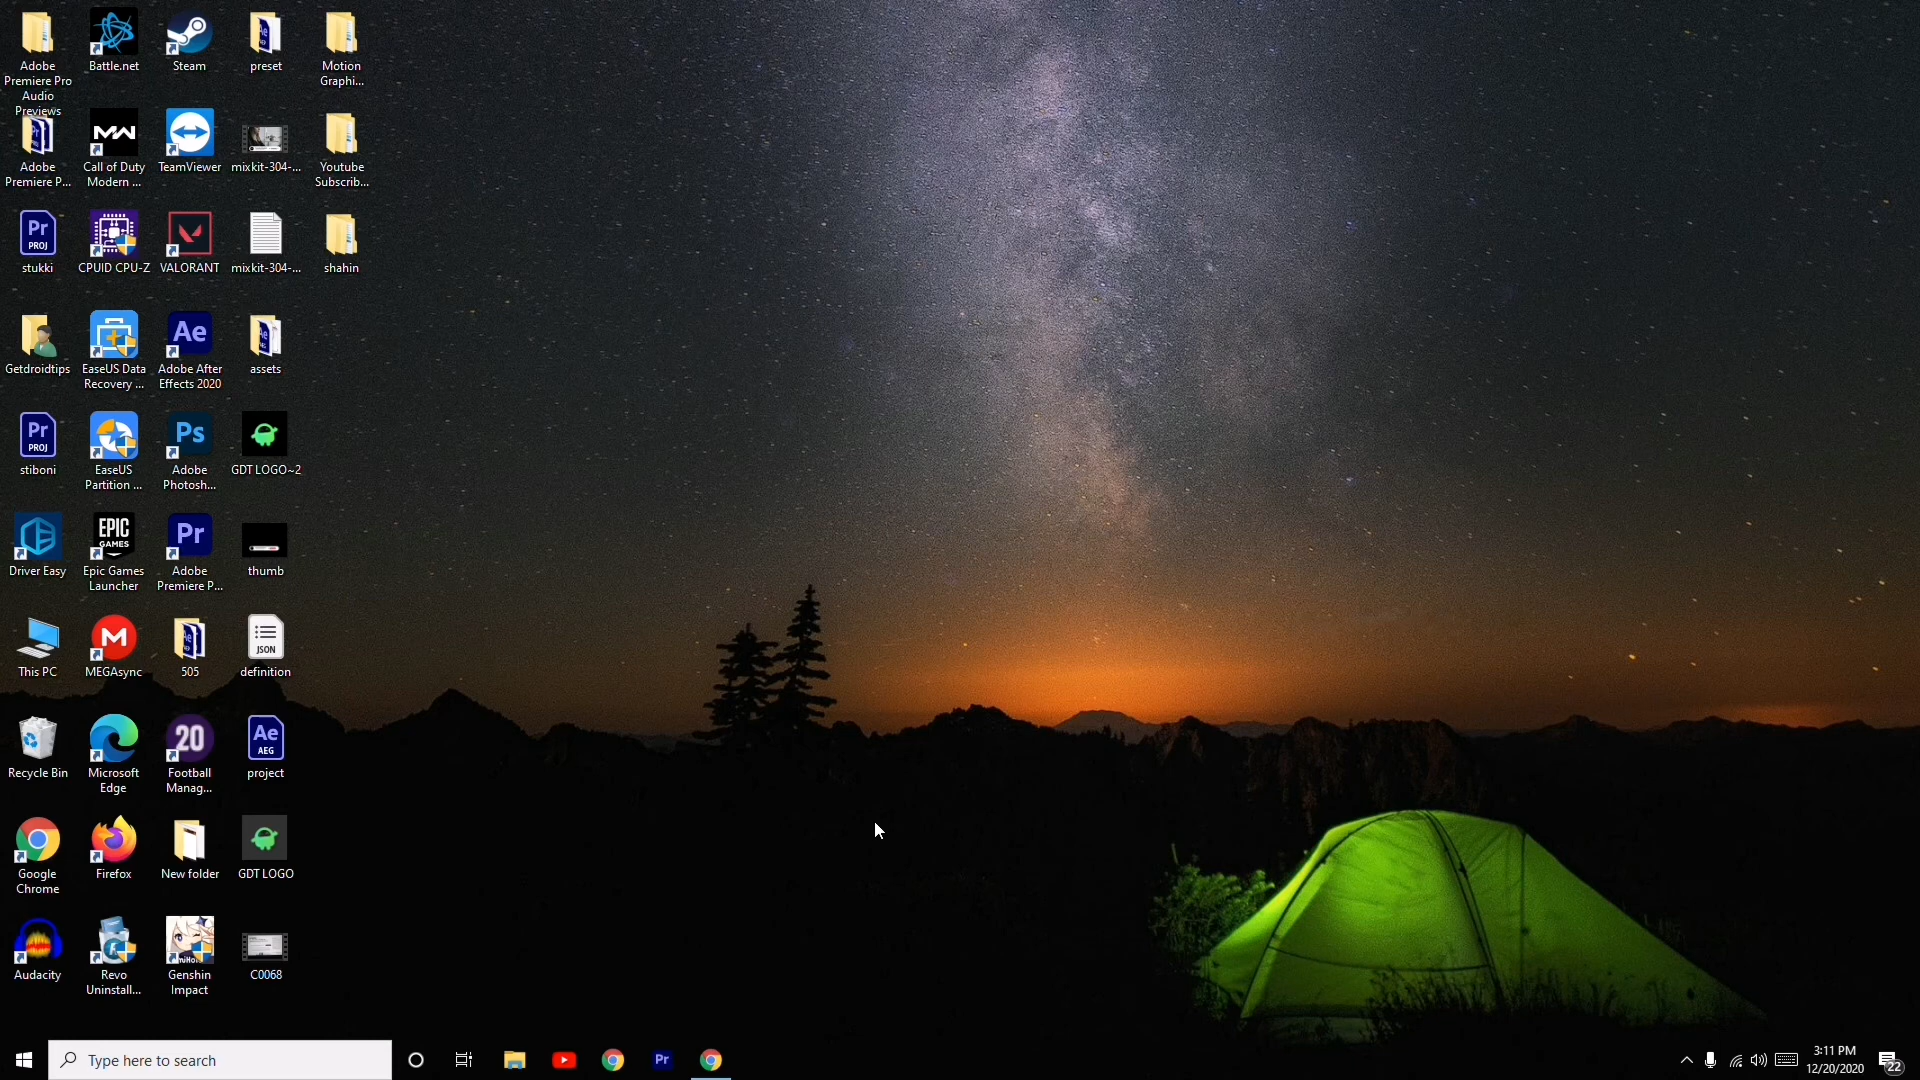 Adobe
Premiere Pro
Audio
Previews
Battle.net
Steam
preset
Motion
Graphi...
Adobe
Premiere P...
MW
Call of Duty
Modern ...
TeamViewer
mixkit-304-...
Youtube
Subscrib...
Pr
PROJ
stukki
CPUID CPU-Z
VALORANT
mixkit-304-...
shahin
Getdroidtips
EaseUS Data
Recovery ...
Ae
Adobe After
Effects 2020
assets
Pr
PROJ
stiboni
EaseUS
Partition ...
Ps
Adobe
Photosh...
GDT LOGO~2
Driver Easy
EPIC
GAMES
Epic Games
Launcher
Pr
Adobe
Premiere P...
thumb
This PC
M
MEGAsync
505
JSON
definition
Recycle Bin
Microsoft
Edge
20
Football
Manag...
Ae
AEG
project
Google
Chrome
Firefox
New folder
GDT LOGO
Audacity
Revo
Uninstall...
Genshin
Impact
C0068
Type here to search
Pr
3:11 PM
12/20/2020
22